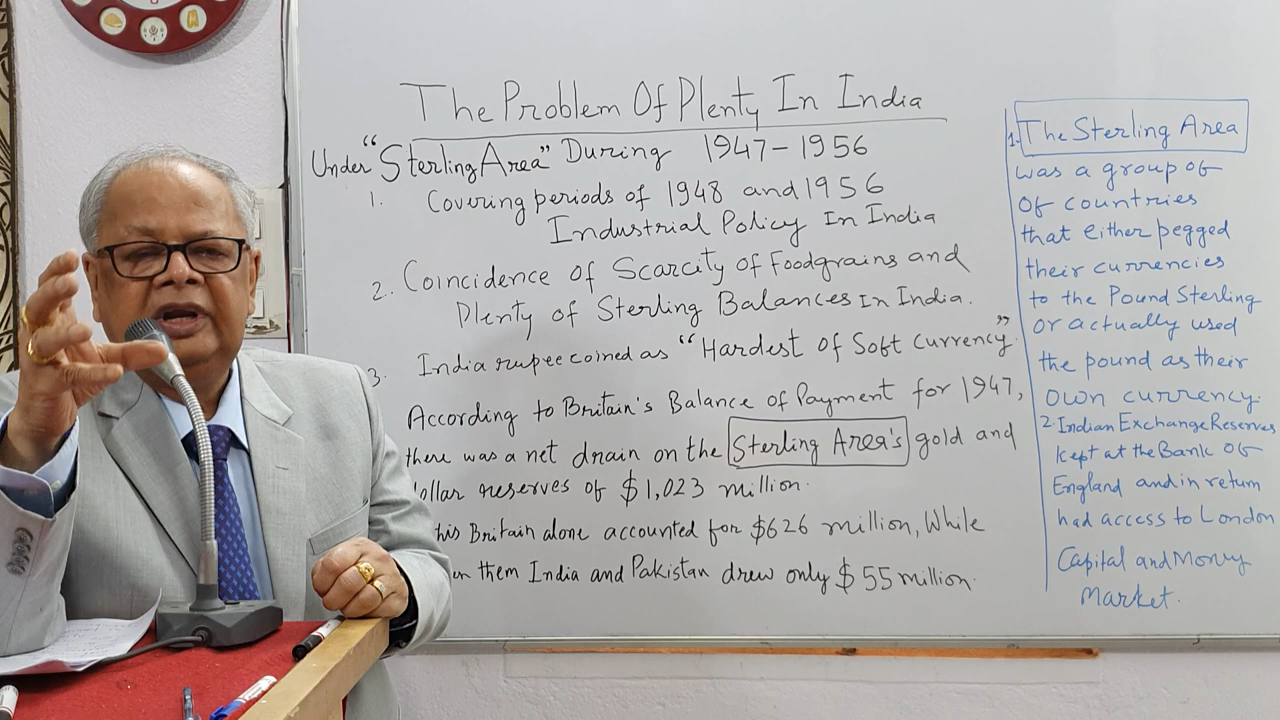 The Problem Of Plenty In India
Under "Sterling Area" During 1947-1956
1. Covering periods of 1948 and 1956
Industrial Policy In India
2. Coincidence of Scarcity of Foodgrains and
Plenty of Sterling Balances In India.
3. India rupee coined as "Hardest of Soft Currency"
According to Britain's Balance of Payment for 1947,
there was a net drain on the Sterling Area's gold and
ollar reserves of $1,023 million.
his Britain alone accounted for $626 million, While
en them India and Pakistan drew only $55 million.
1. The Sterling Area
was a group of
of countries
that either pegged
their currencies
to the Pound Sterling
or actually used
the pound as their
own currency.
2. Indian Exchange Reserves
kept at the Bank of
England and in return
had access to London
Capital and Money
Market.